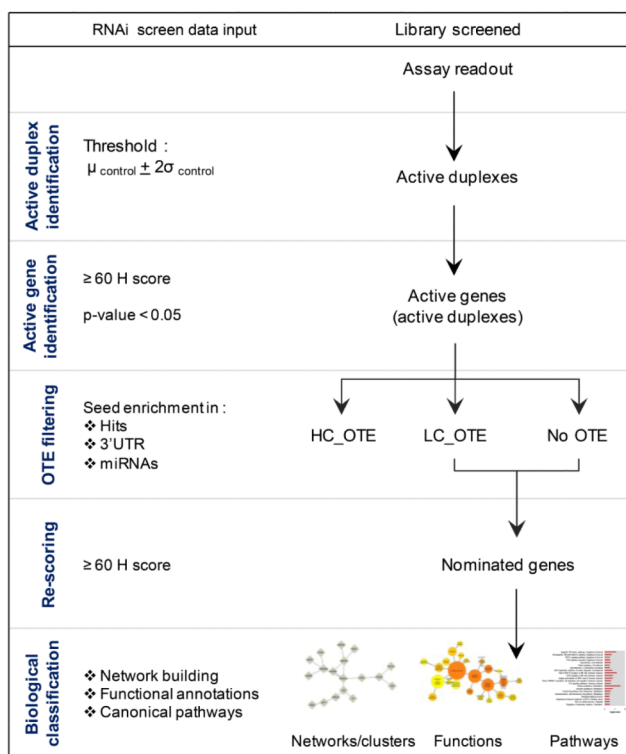 RNAi screen data input
Library screened
Assay readout
Active duplex
identification
Threshold :
μ control ± 2σ control
Active duplexes
Active gene
identification
≥ 60 H score
p-value < 0.05
Active genes
(active duplexes)
OTE filtering
Seed enrichment in :
❖ Hits
❖ 3'UTR
❖ miRNAs
HC_OTE
LC_OTE
No OTE
Re-scoring
≥ 60 H score
Nominated genes
Biological
classification
❖ Network building
❖ Functional annotations
❖ Canonical pathways
Networks/clusters
Functions
Pathways